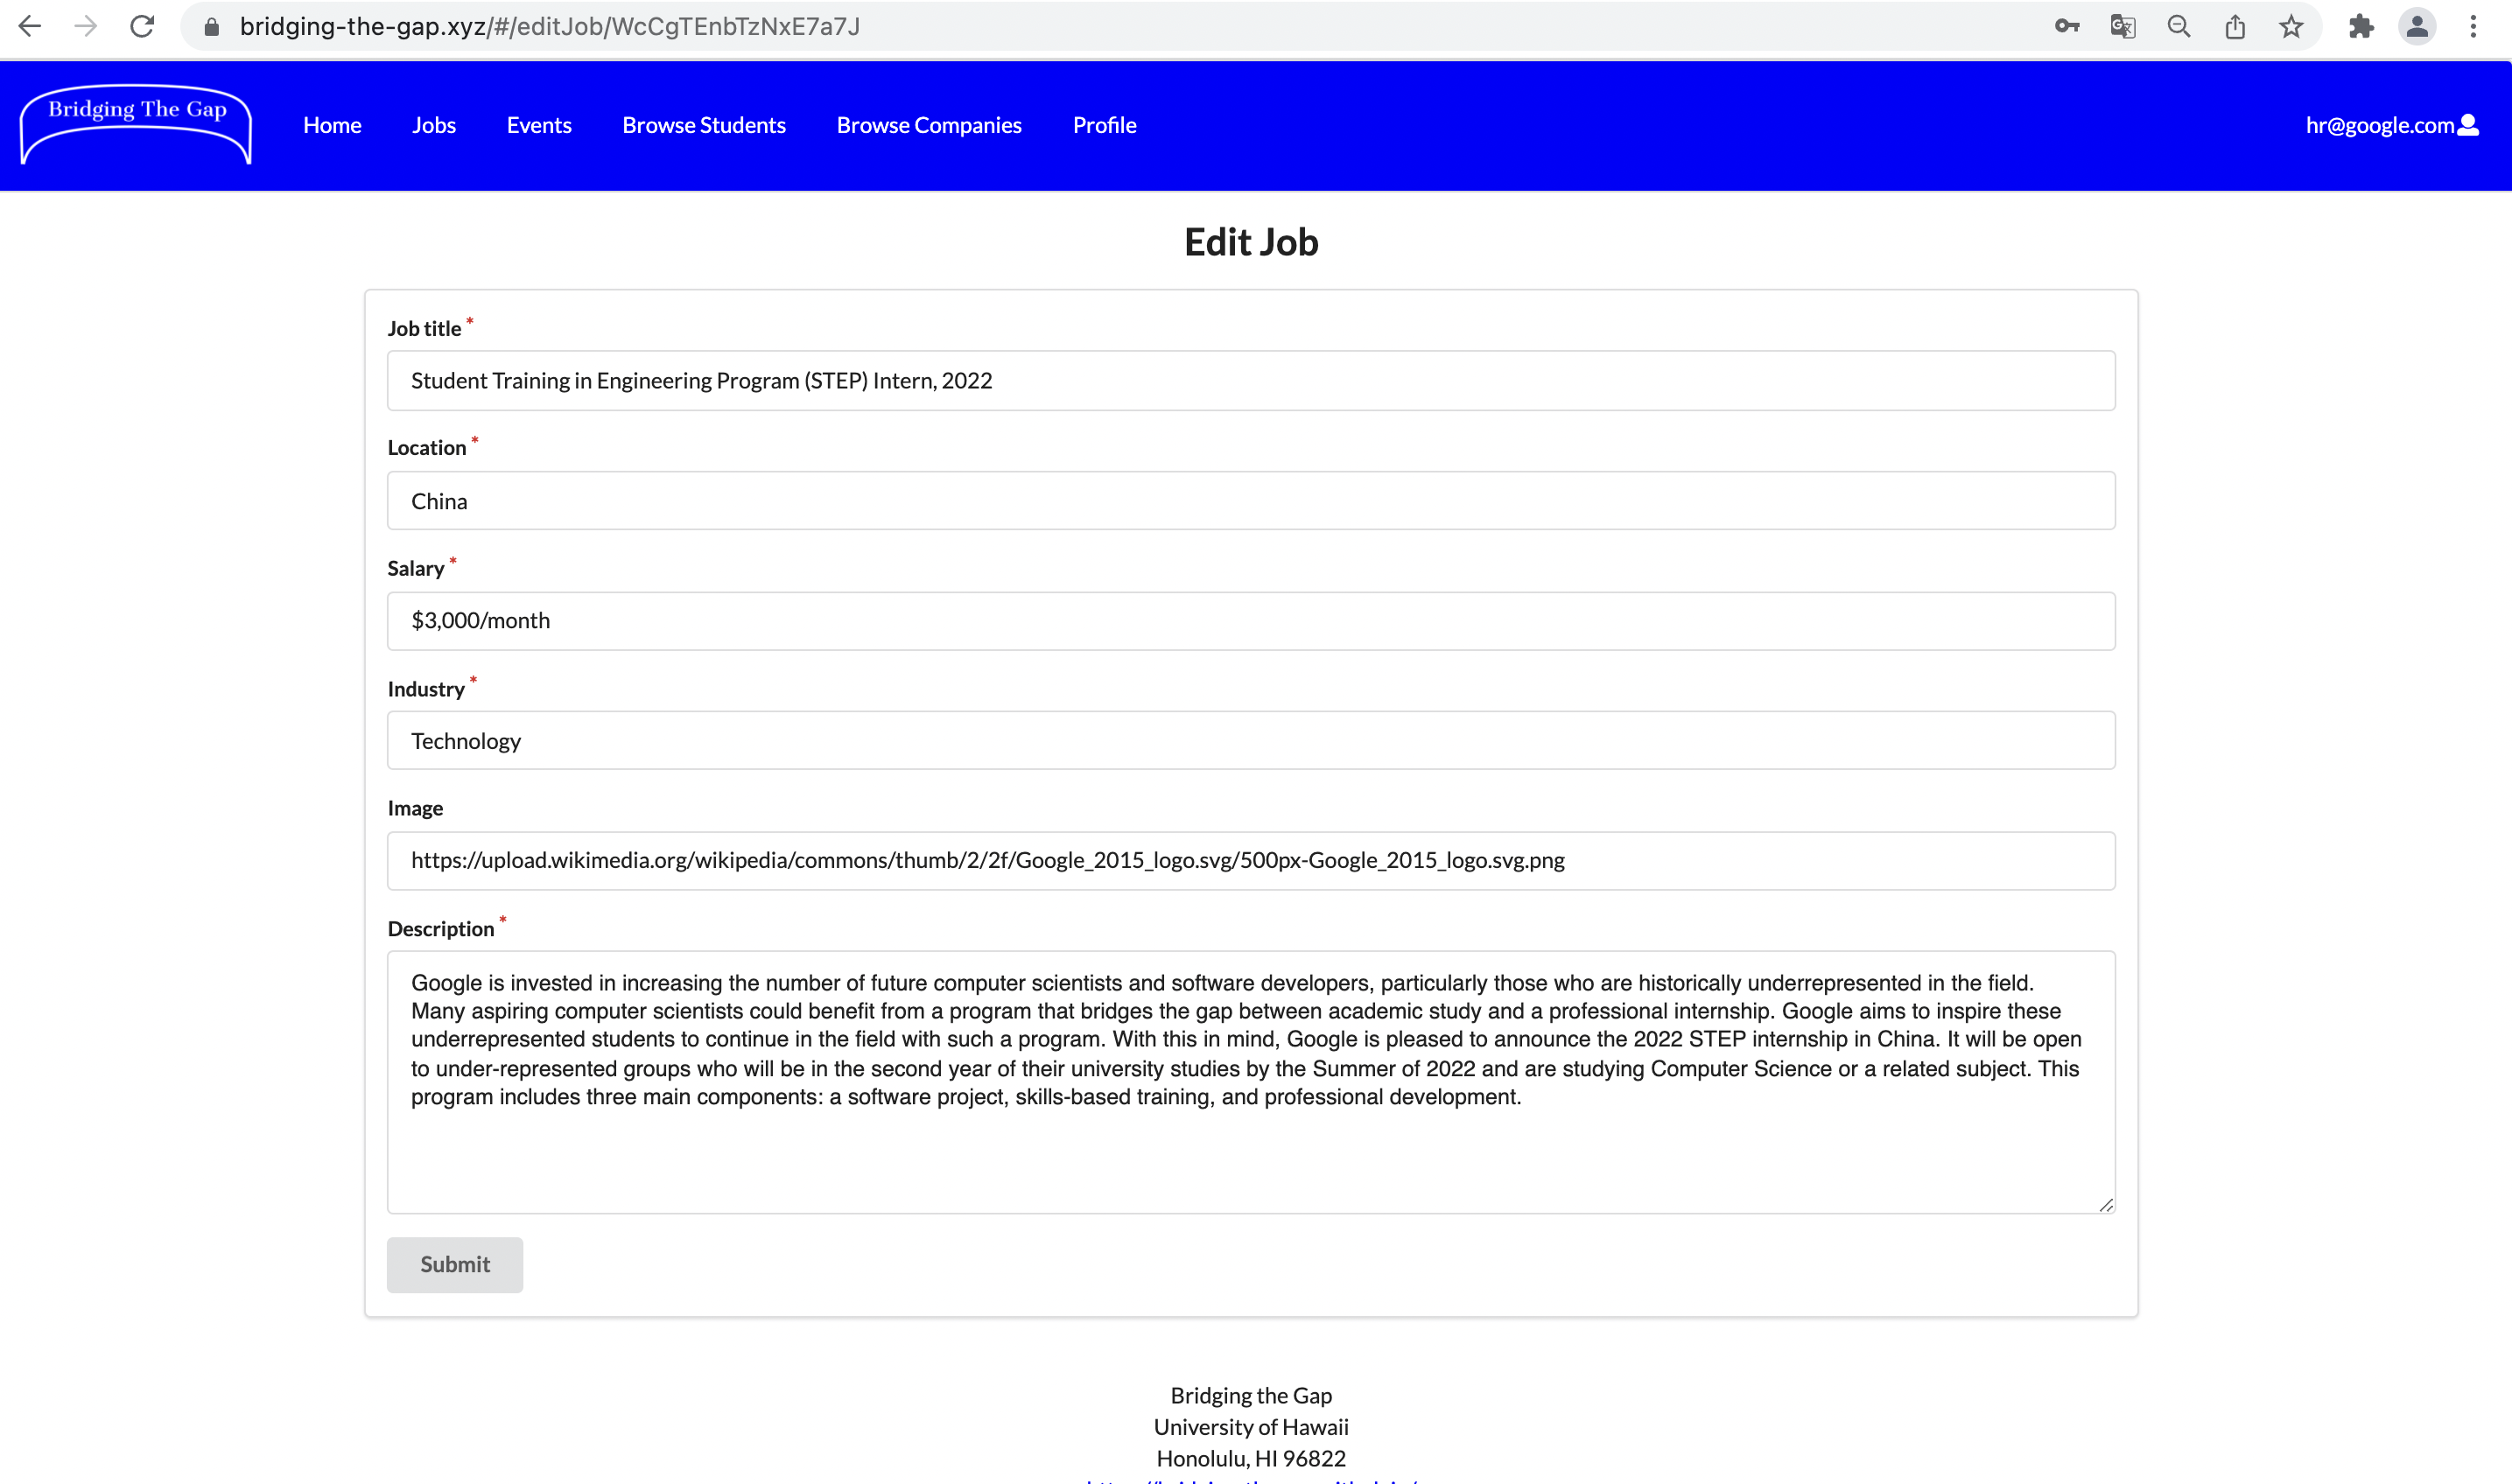 bridging-the-gap.xyz/#/editJob/WcCgTEnbTzNxE7a7J
Bridging The Gap
Home
Jobs
Events
Browse Students
Browse Companies
Profile
hr@google.com
Edit Job
Job title *
Student Training in Engineering Program (STEP) Intern, 2022
Location *
China
Salary *
$3,000/month
Industry *
Technology
Image
https://upload.wikimedia.org/wikipedia/commons/thumb/2/2f/Google_2015_logo.svg/500px-Google_2015_logo.svg.png
Description *
Google is invested in increasing the number of future computer scientists and software developers, particularly those who are historically underrepresented in the field.
Many aspiring computer scientists could benefit from a program that bridges the gap between academic study and a professional internship. Google aims to inspire these
underrepresented students to continue in the field with such a program. With this in mind, Google is pleased to announce the 2022 STEP internship in China. It will be open
to under-represented groups who will be in the second year of their university studies by the Summer of 2022 and are studying Computer Science or a related subject. This
program includes three main components: a software project, skills-based training, and professional development.
Submit
Bridging the Gap
University of Hawaii
Honolulu, HI 96822